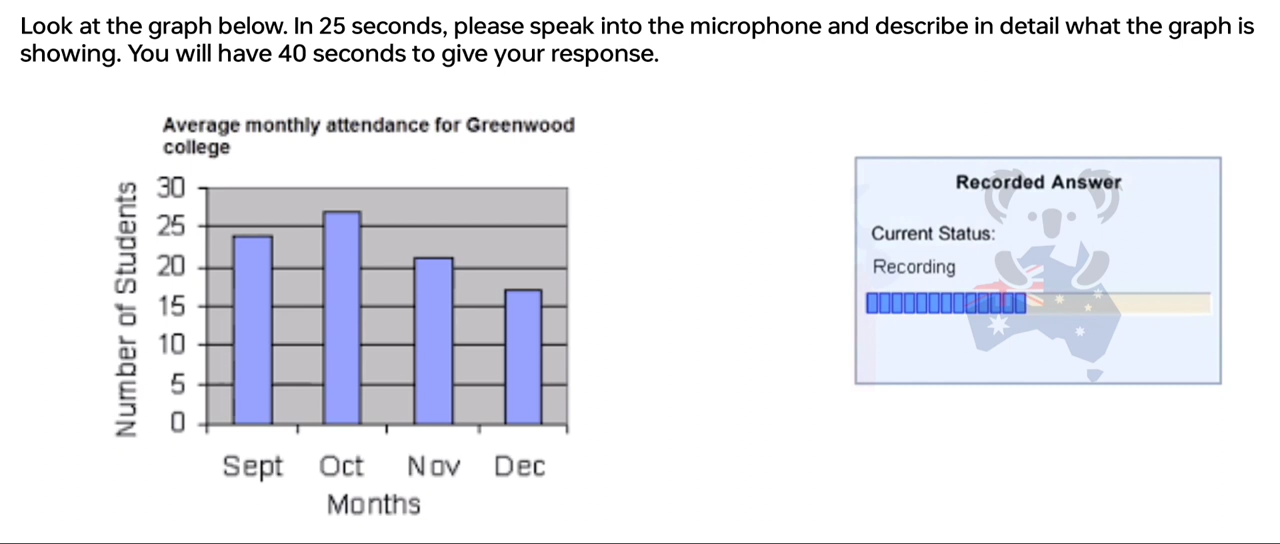 Look at the graph below. In 25 seconds, please speak into the microphone and describe in detail what the graph is
showing. You will have 40 seconds to give your response.
Average monthly attendance for Greenwood
college
Number of Students
30
25
20
15
10
5
0
Sept Oct Nov Dec
Months
Recorded Answer
Current Status:
Recording